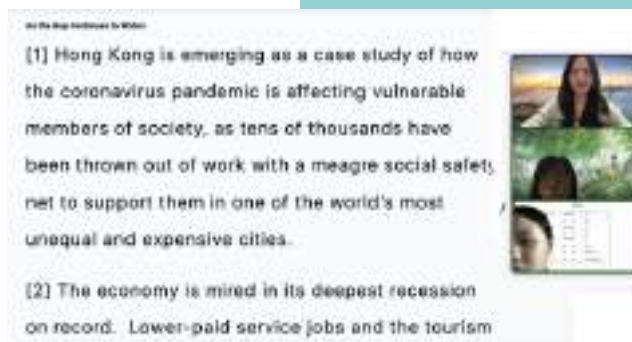 [1] Hong Kong is emerging as a case study of how
the coronavirus pandemic is affecting vulnerable
members of society, as tens of thousands have
been thrown out of work with a meagre social safety
net to support them in one of the world's most
unequal and expensive cities.
[2] The economy is mired in its deepest recession
on record. Lower-paid service jobs and the tourism